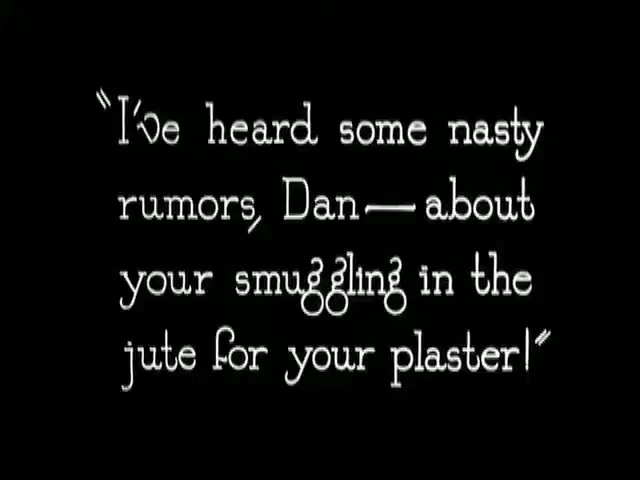 “I've heard some nasty
rumors, Dan—about
your smuggling in the
jute for your plaster!”